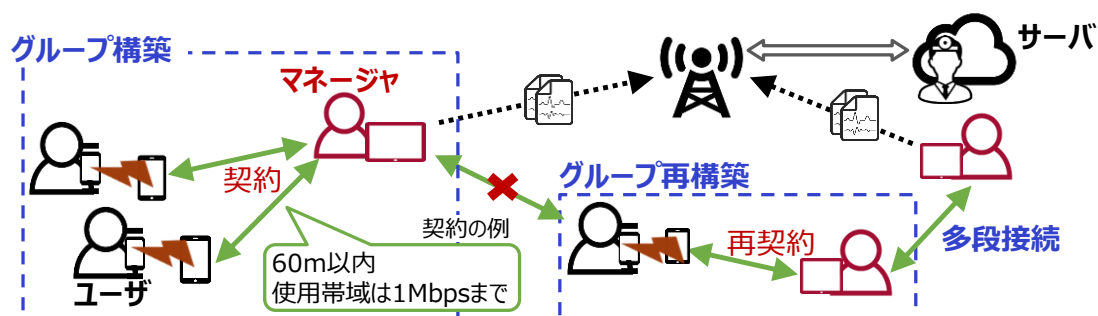 グループ構築
マネージャ
サーバ
契約
グループ再構築
契約の例
60m以内
使用帯域は1Mbpsまで
ユーザ
再契約
多段接続